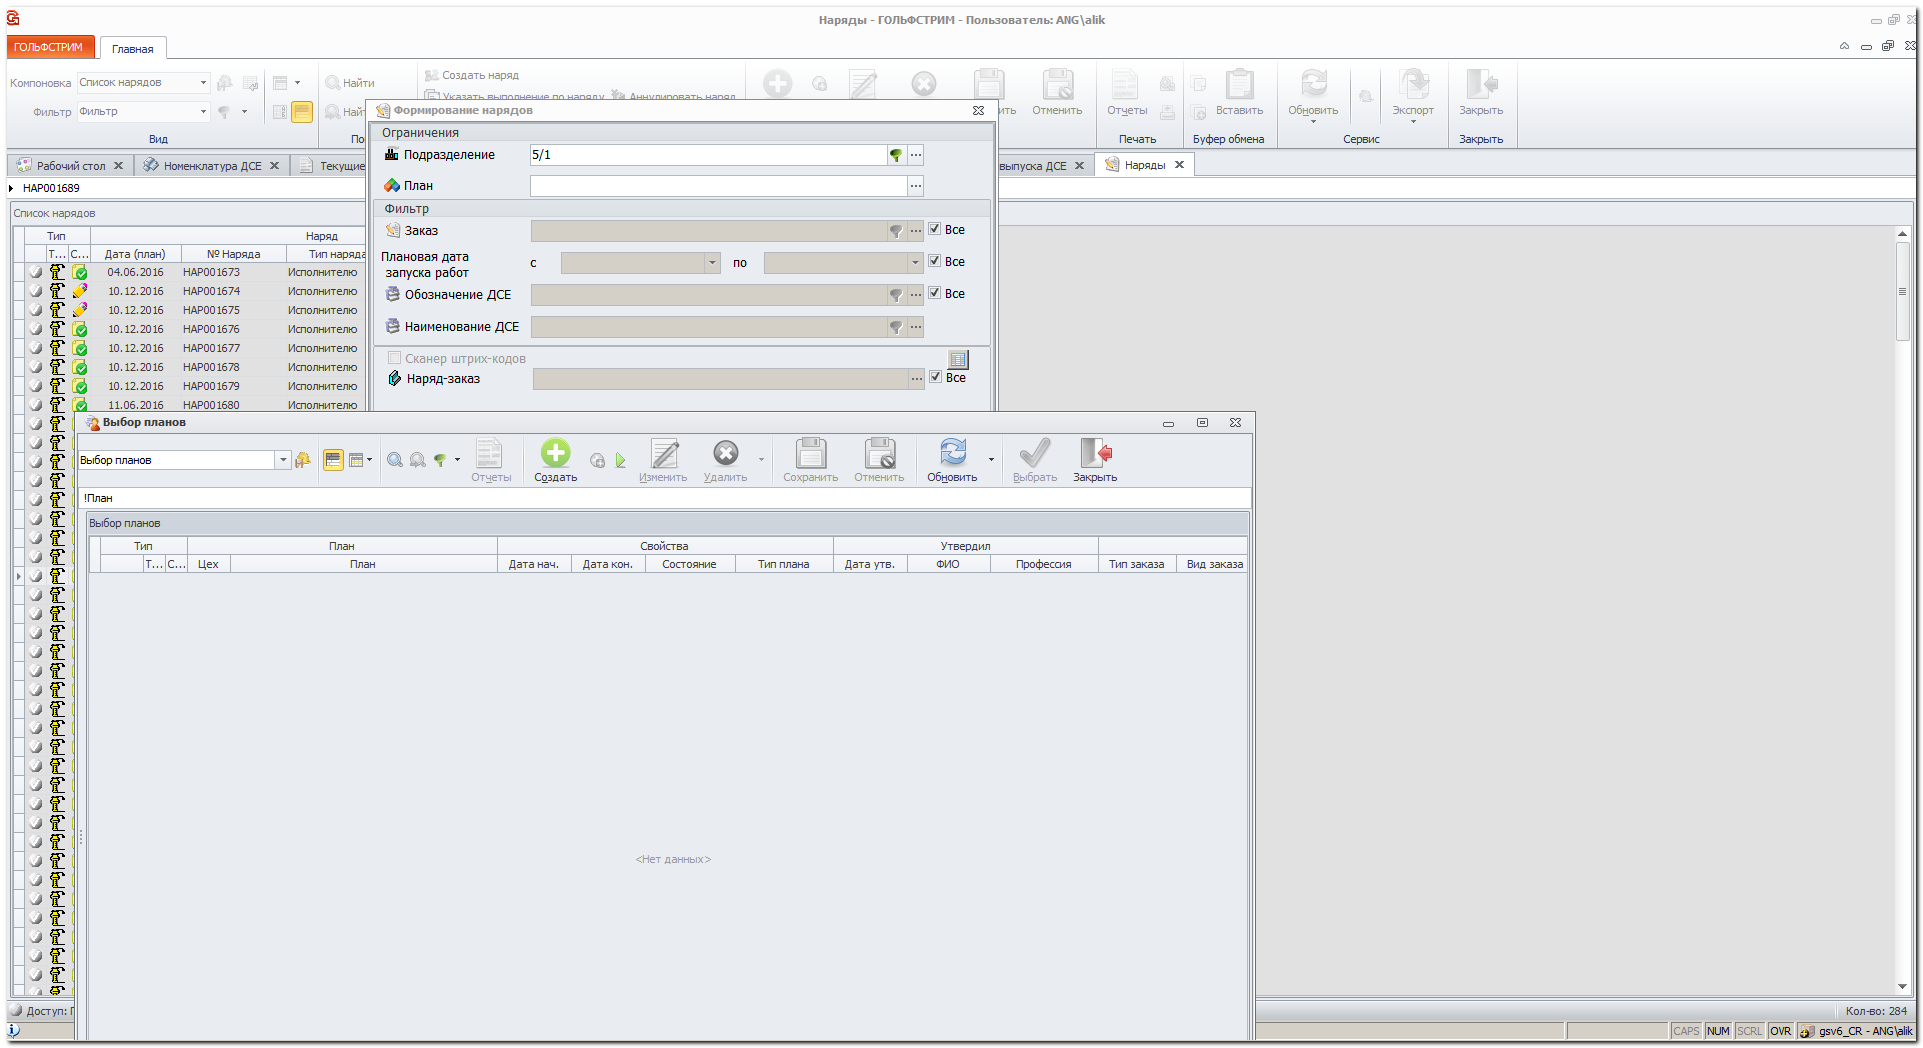 Наряды - ГОЛЬФСТРИМ - Пользователь: ANG\alik
ГОЛЬФСТРИМ Главная
Компоновка Список нарядов
Фильтр Фильтр
Вид
Найти
Создать наряд
Указать выполнение по наряду Аннулировать наряд
Отменить
Отчеты
Печать
Вставить
Буфер обмена
Обновить
Экспорт
Сервис
Закрыть
Закрыть
Рабочий стол Номенклатура ДСЕ Текущие выпуска ДСЕ Наряды
НАР001689
Список нарядов
Тип Наряд
Т... С... Дата (план) № Наряда Тип наряда
04.06.2016 НАР001673 Исполнителю
10.12.2016 НАР001674 Исполнителю
10.12.2016 НАР001675 Исполнителю
10.12.2016 НАР001676 Исполнителю
10.12.2016 НАР001677 Исполнителю
10.12.2016 НАР001678 Исполнителю
10.12.2016 НАР001679 Исполнителю
11.06.2016 НАР001680 Исполнителю
Формирование нарядов
Ограничения
Подразделение 5/1
План
Фильтр
Заказ Все
Плановая дата
запуска работ с по Все
Обозначение ДСЕ Все
Наименование ДСЕ
Сканер штрих-кодов
Наряд-заказ Все
Выбор планов
Выбор планов
Отчеты Создать Изменить Удалить Сохранить Отменить Обновить Выбрать Закрыть
!План
Выбор планов
Тип План Свойства Утвердил
Т... С... Цех План Дата нач. Дата кон. Состояние Тип плана Дата утв. ФИО Профессия Тип заказа Вид заказа
<Нет данных>
Доступ:
Кол-во: 284
CAPS NUM SCRL OVR gsv6_CR - ANG\alik